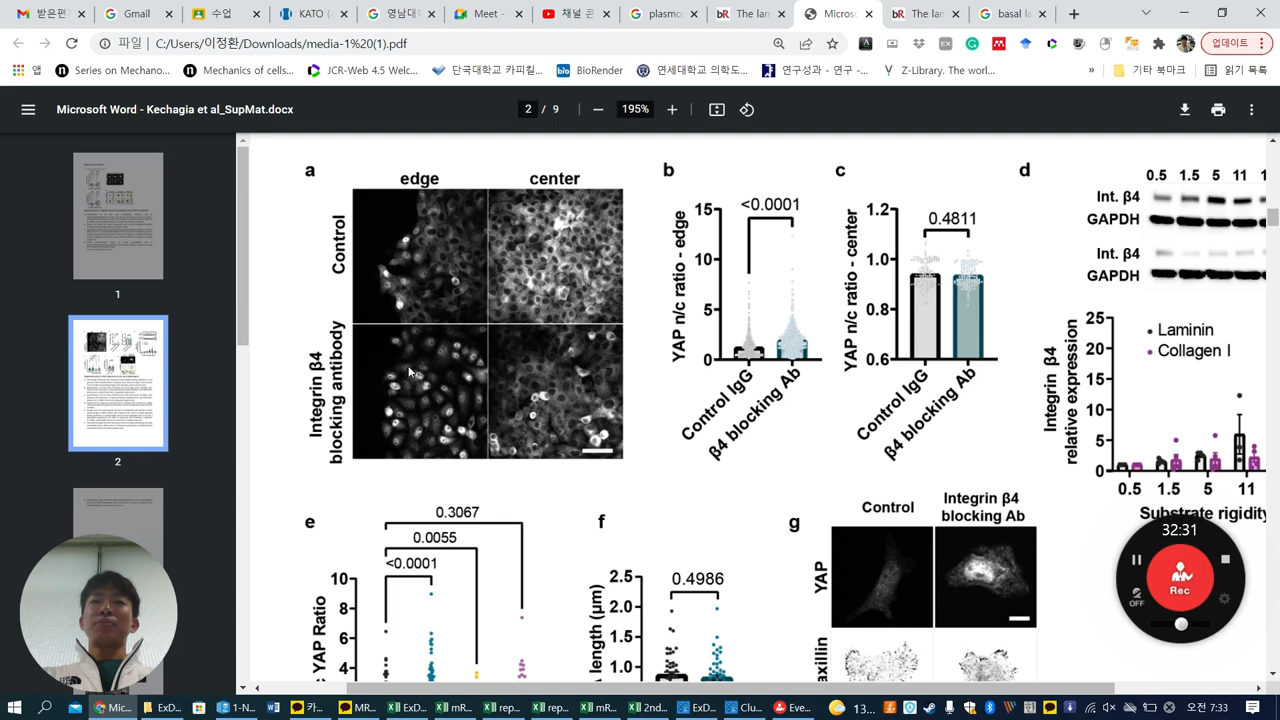 받은편기
Gmail
수업
KATO (
영남대
Meet -
채널 콘
plasmo
The lan
Microsc
The lan
basal la
파일
C:/Users/이정환/Downloads/media-1%20(1).pdf
업데이트
앱
Series on Mechano...
Mechanics of cells...
JCR-Web 4.5 Welc...
단국대학교 카피킬...
BioRender
연세대학교 의학도...
연구성과 - 연구 -...
Z-Library. The worl...
»
기타 북마크
읽기 목록
Microsoft Word - Kechagia et al_SupMat.docx
2 / 9
195%
1
2
a
edge
center
Control
Integrin β4
blocking antibody
b
YAP n/c ratio - edge
<0.0001
15
10
5
0
Control IgG
β4 blocking Ab
c
YAP n/c ratio - center
0.4811
1.2
1.0
0.8
0.6
Control IgG
β4 blocking Ab
d
0.5 1.5 5 11
Int. β4
GAPDH
Int. β4
GAPDH
Integrin β4
relative expression
25
20
15
10
5
0
Laminin
Collagen I
0.5 1.5 5 11
Substrate rigidity
e
0.3067
0.0055
<0.0001
YAP Ratio
10
8
6
4
f
0.4986
length (μm)
2.5
2.0
1.5
1.0
g
Control
Integrin β4
blocking Ab
YAP
axillin
32:31
Rec
OFF
Mic...
ExD...
1-N...
카...
MR...
ExD...
mR...
rep...
rep...
mR...
2nd...
ExD...
Clu...
Eve...
13...
오후 7:33